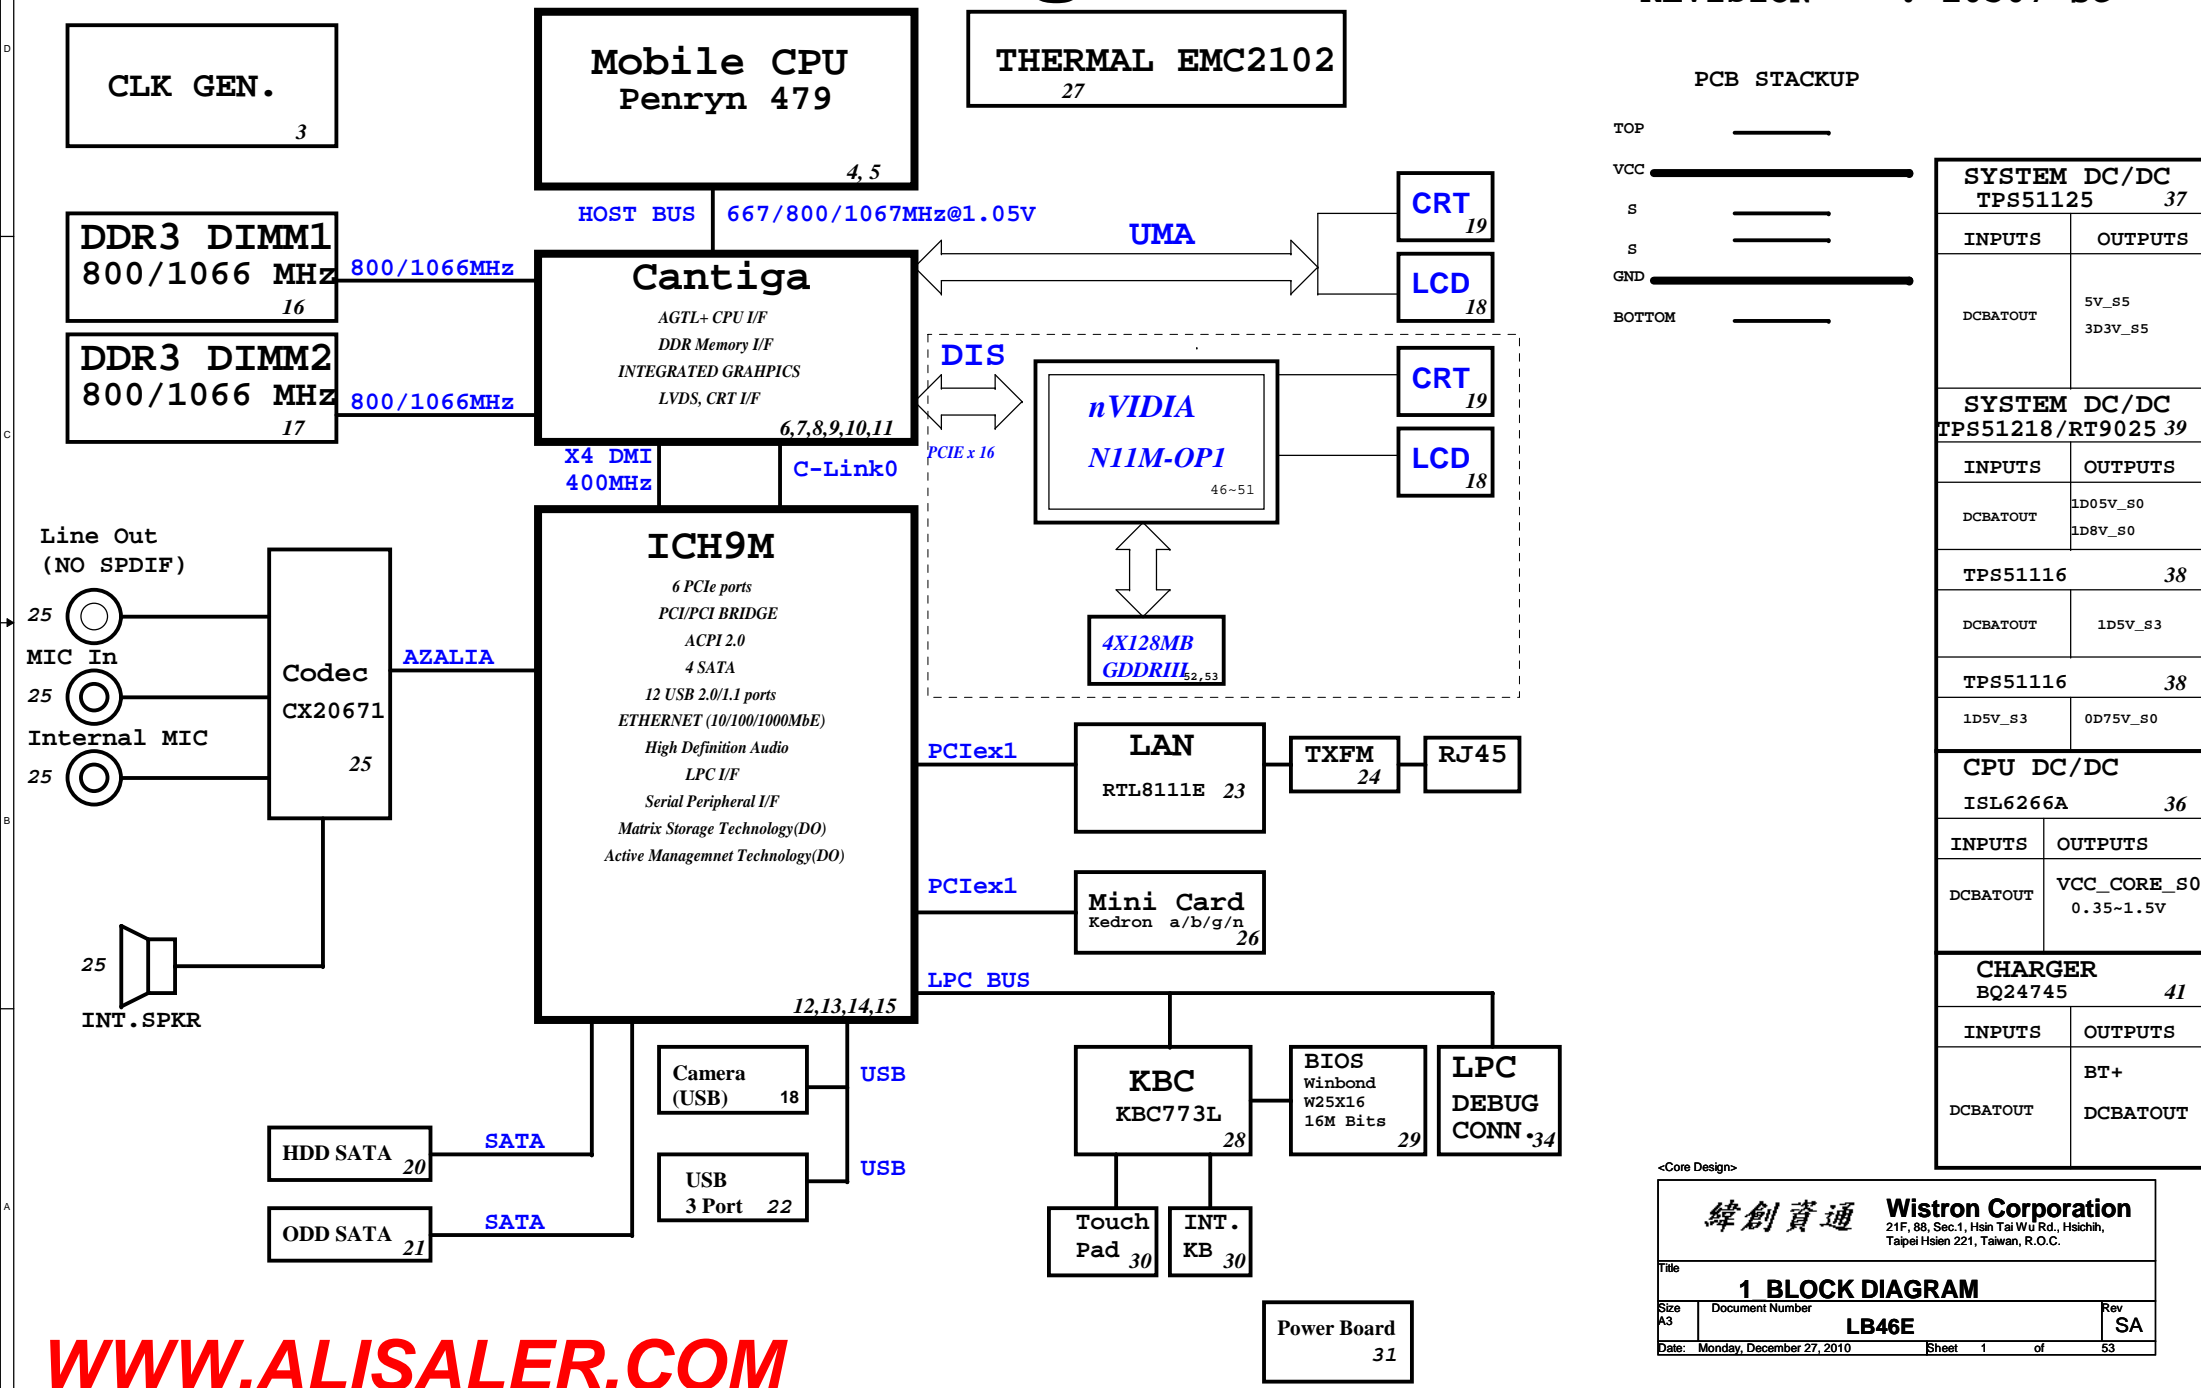 CLK GEN.
3
Mobile CPU
Penryn 479
4, 5
THERMAL EMC2102
27
PCB STACKUP
TOP
VCC
S
S
GND
BOTTOM
HOST BUS
667/800/1067MHz@1.05V
DDR3 DIMM1
800/1066 MHz
16
800/1066MHz
DDR3 DIMM2
800/1066 MHz
17
800/1066MHz
Cantiga
AGTL+ CPU I/F
DDR Memory I/F
INTEGRATED GRAHPICS
LVDS, CRT I/F
6,7,8,9,10,11
UMA
CRT
19
LCD
18
DIS
PCIE x 16
nVIDIA
N11M-OP1
46~51
CRT
19
LCD
18
4X128MB
GDDRIII
52,53
X4 DMI
400MHz
C-Link0
ICH9M
6 PCIe ports
PCI/PCI BRIDGE
ACPI 2.0
4 SATA
12 USB 2.0/1.1 ports
ETHERNET (10/100/1000MbE)
High Definition Audio
LPC I/F
Serial Peripheral I/F
Matrix Storage Technology(DO)
Active Managemnet Technology(DO)
12,13,14,15
Line Out
(NO SPDIF)
25
MIC In
25
Internal MIC
25
Codec
CX20671
25
AZALIA
25
INT.SPKR
PCIex1
LAN
RTL8111E 23
TXFM
24
RJ45
PCIex1
Mini Card
Kedron a/b/g/n
26
LPC BUS
KBC
KBC773L
28
BIOS
Winbond
W25X16
16M Bits
29
LPC
DEBUG
CONN.
34
Touch
Pad 30
INT.
KB 30
Camera
(USB) 18
USB
USB
3 Port 22
USB
HDD SATA 20
SATA
ODD SATA 21
SATA
Power Board
31
SYSTEM DC/DC
TPS51125 37
INPUTS OUTPUTS
DCBATOUT
5V_S5
3D3V_S5
SYSTEM DC/DC
TPS51218/RT9025 39
INPUTS OUTPUTS
DCBATOUT
1D05V_S0
1D8V_S0
TPS51116 38
DCBATOUT 1D5V_S3
TPS51116 38
1D5V_S3 0D75V_S0
CPU DC/DC
ISL6266A 36
INPUTS OUTPUTS
DCBATOUT
VCC_CORE_S0
0.35~1.5V
CHARGER
BQ24745 41
INPUTS OUTPUTS
DCBATOUT
BT+
DCBATOUT
<Core Design>
緯創資通
Wistron Corporation
21F, 88, Sec.1, Hsin Tai Wu Rd., Hsichih,
Taipei Hsien 221, Taiwan, R.O.C.
Title
1_BLOCK DIAGRAM
Size
A3
Document Number
LB46E
Rev
SA
Date: Monday, December 27, 2010 Sheet 1 of 53
WWW.ALISALER.COM
D
C
B
A